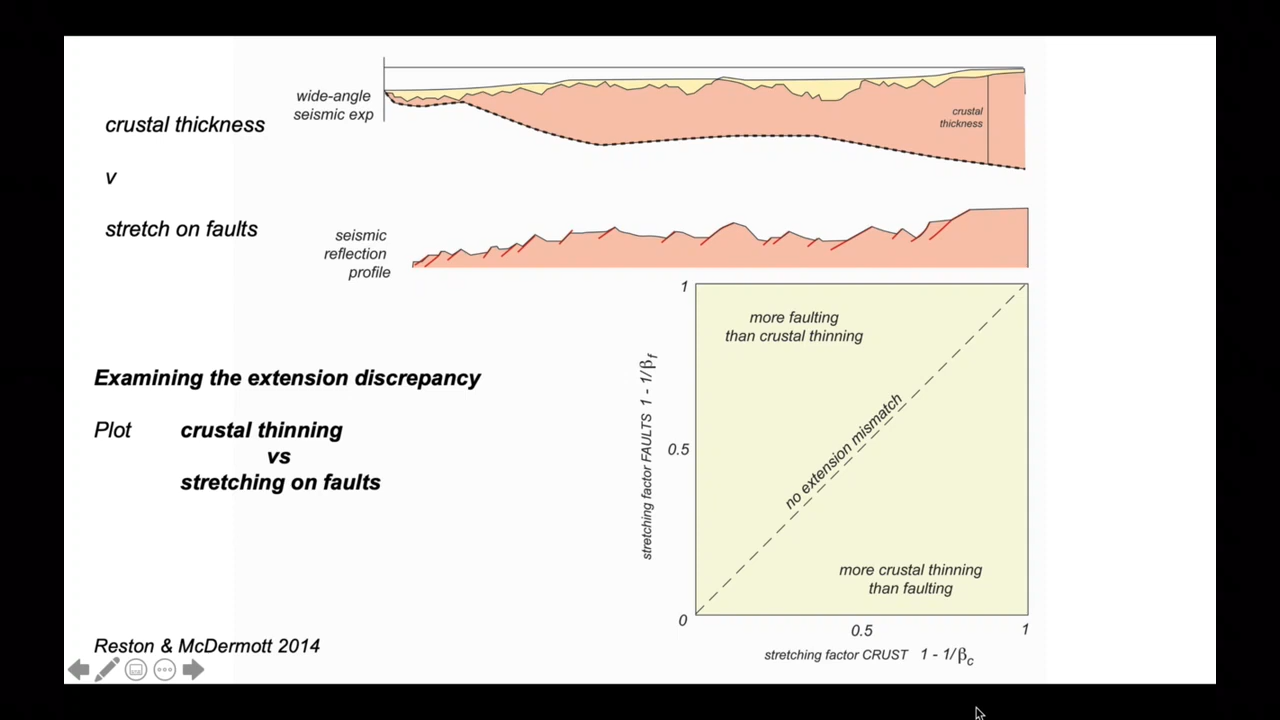 wide-angle
seismic exp
crustal thickness
v
stretch on faults
crustal
thickness
seismic
reflection
profile
Examining the extension discrepancy
Plot crustal thinning
vs
stretching on faults
Reston & McDermott 2014
1
more faulting
than crustal thinning
stretching factor FAULTS 1 - 1/βf
0.5
no extension mismatch
more crustal thinning
than faulting
0
0.5
1
stretching factor CRUST 1 - 1/βc